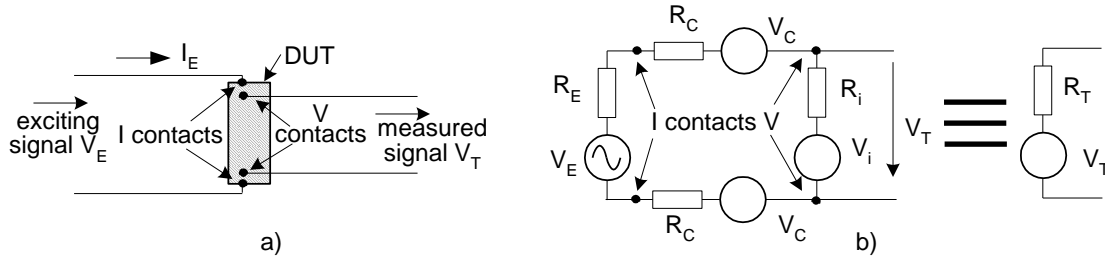 I_E
DUT
exciting
signal V_E
I contacts
V
contacts
measured
signal V_T
a)
R_C
V_C
R_E
I contacts V
R_i
V_E
V_i
V_T
R_C
V_C
b)
R_T
V_T